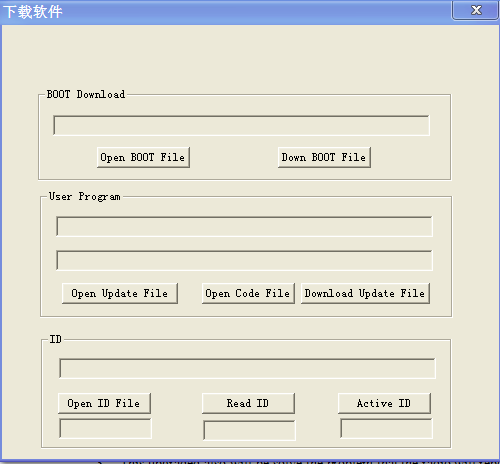 下载软件
BOOT Download
Open BOOT File
Down BOOT File
User Program
Open Update File
Open Code File
Download Update File
ID
Open ID File
Read ID
Active ID